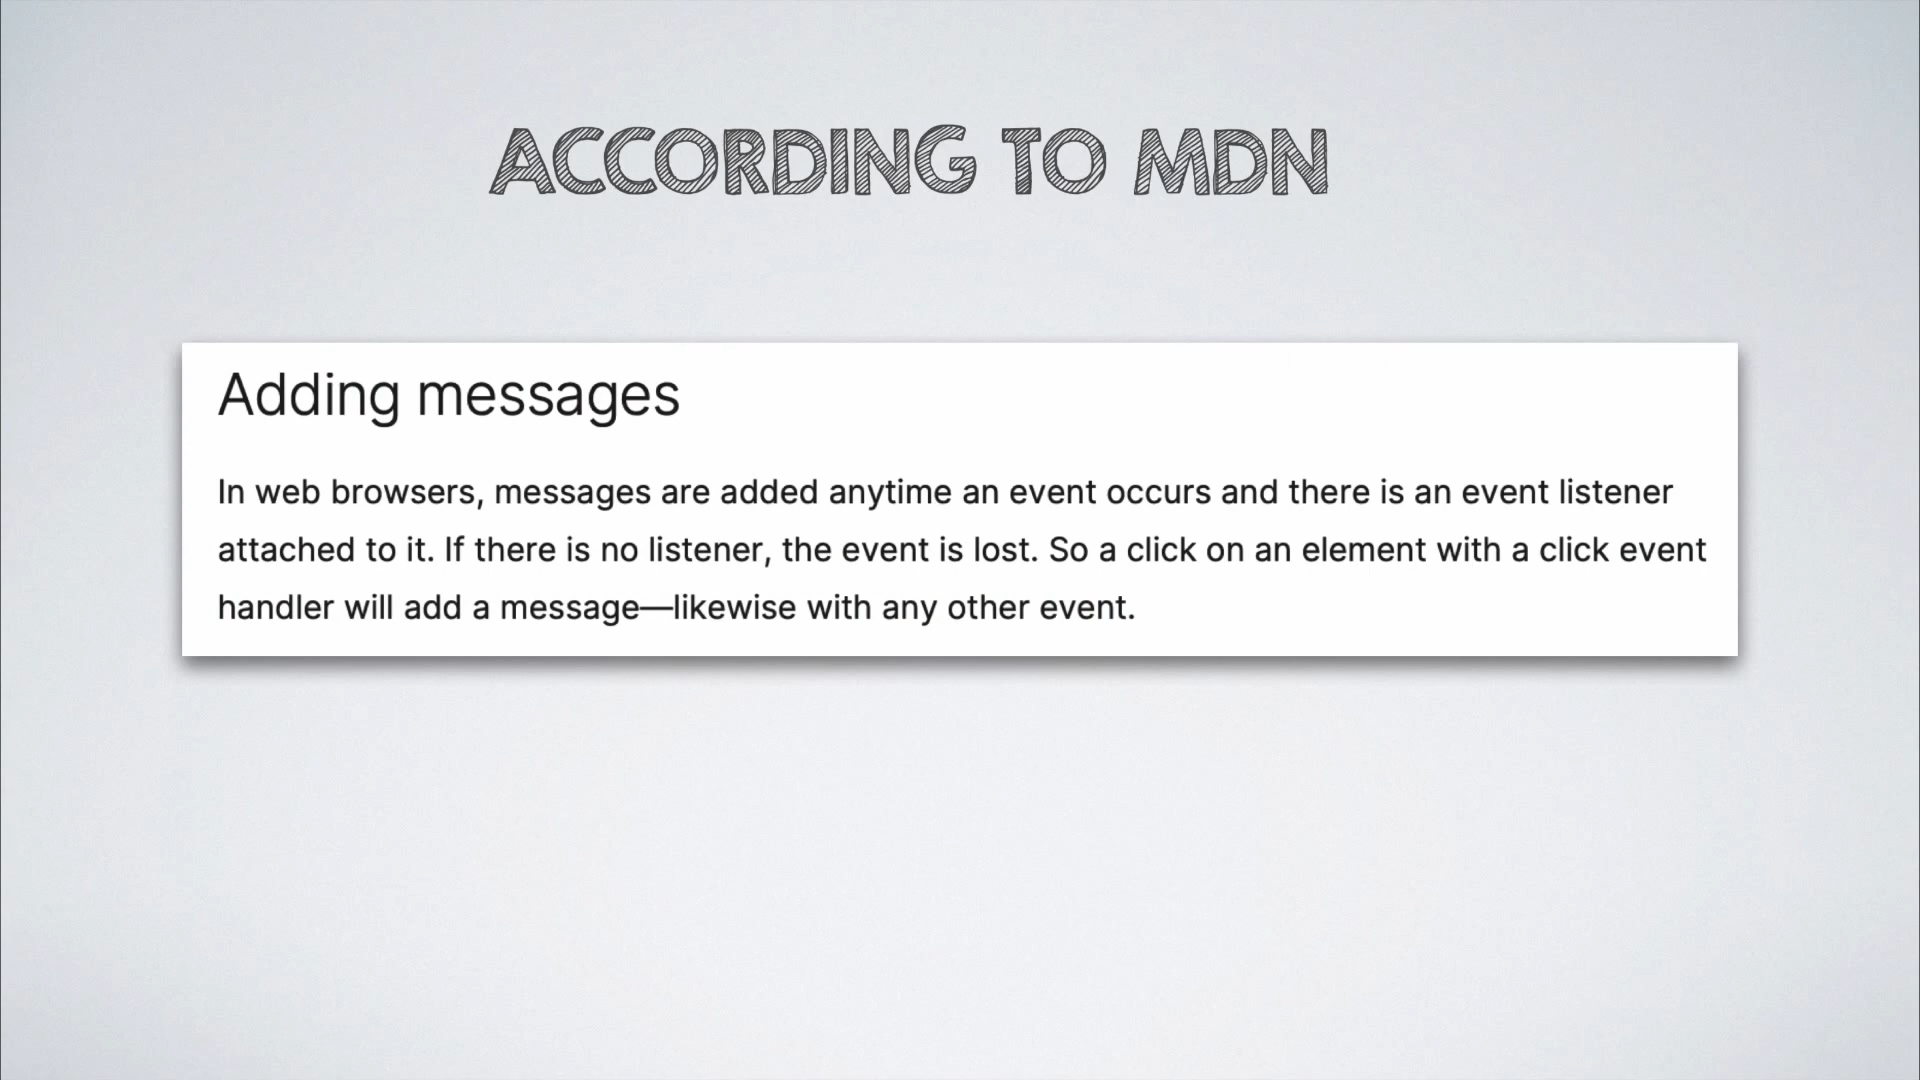 ACCORDING TO MDN
Adding messages
In web browsers, messages are added anytime an event occurs and there is an event listener
attached to it. If there is no listener, the event is lost. So a click on an element with a click event
handler will add a message—likewise with any other event.